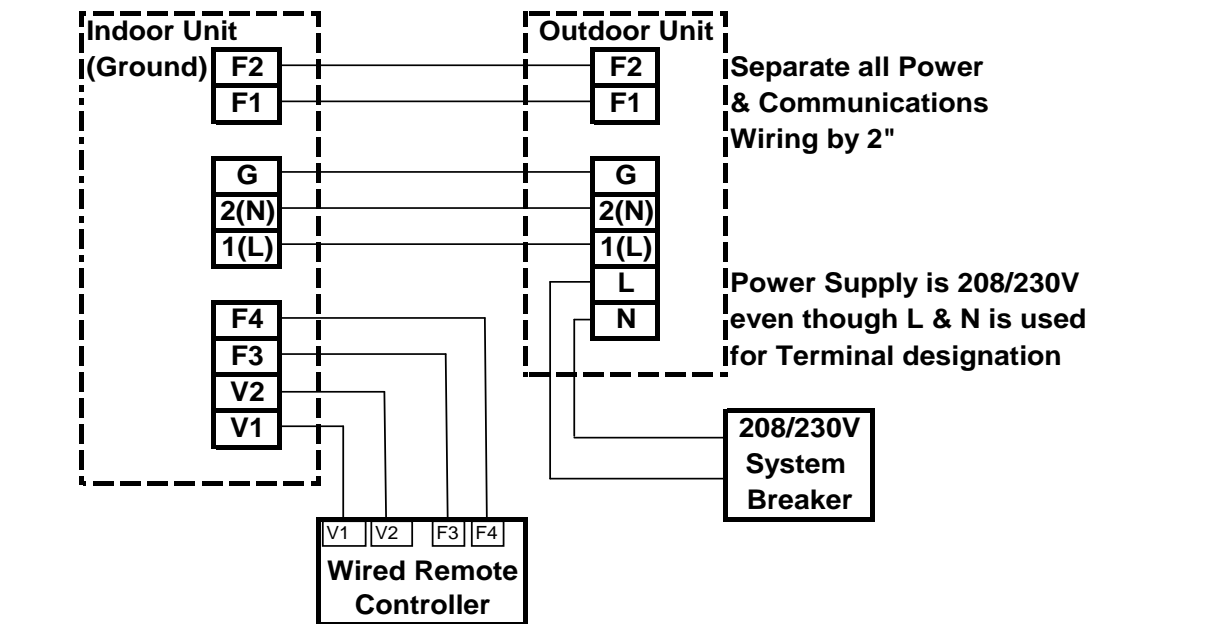 Indoor Unit
(Ground)
F2
F1
G
2(N)
1(L)
F4
F3
V2
V1
Outdoor Unit
F2
F1
G
2(N)
1(L)
L
N
Separate all Power
& Communications
Wiring by 2"
Power Supply is 208/230V
even though L & N is used
for Terminal designation
208/230V
System
Breaker
V1 V2 F3 F4
Wired Remote
Controller